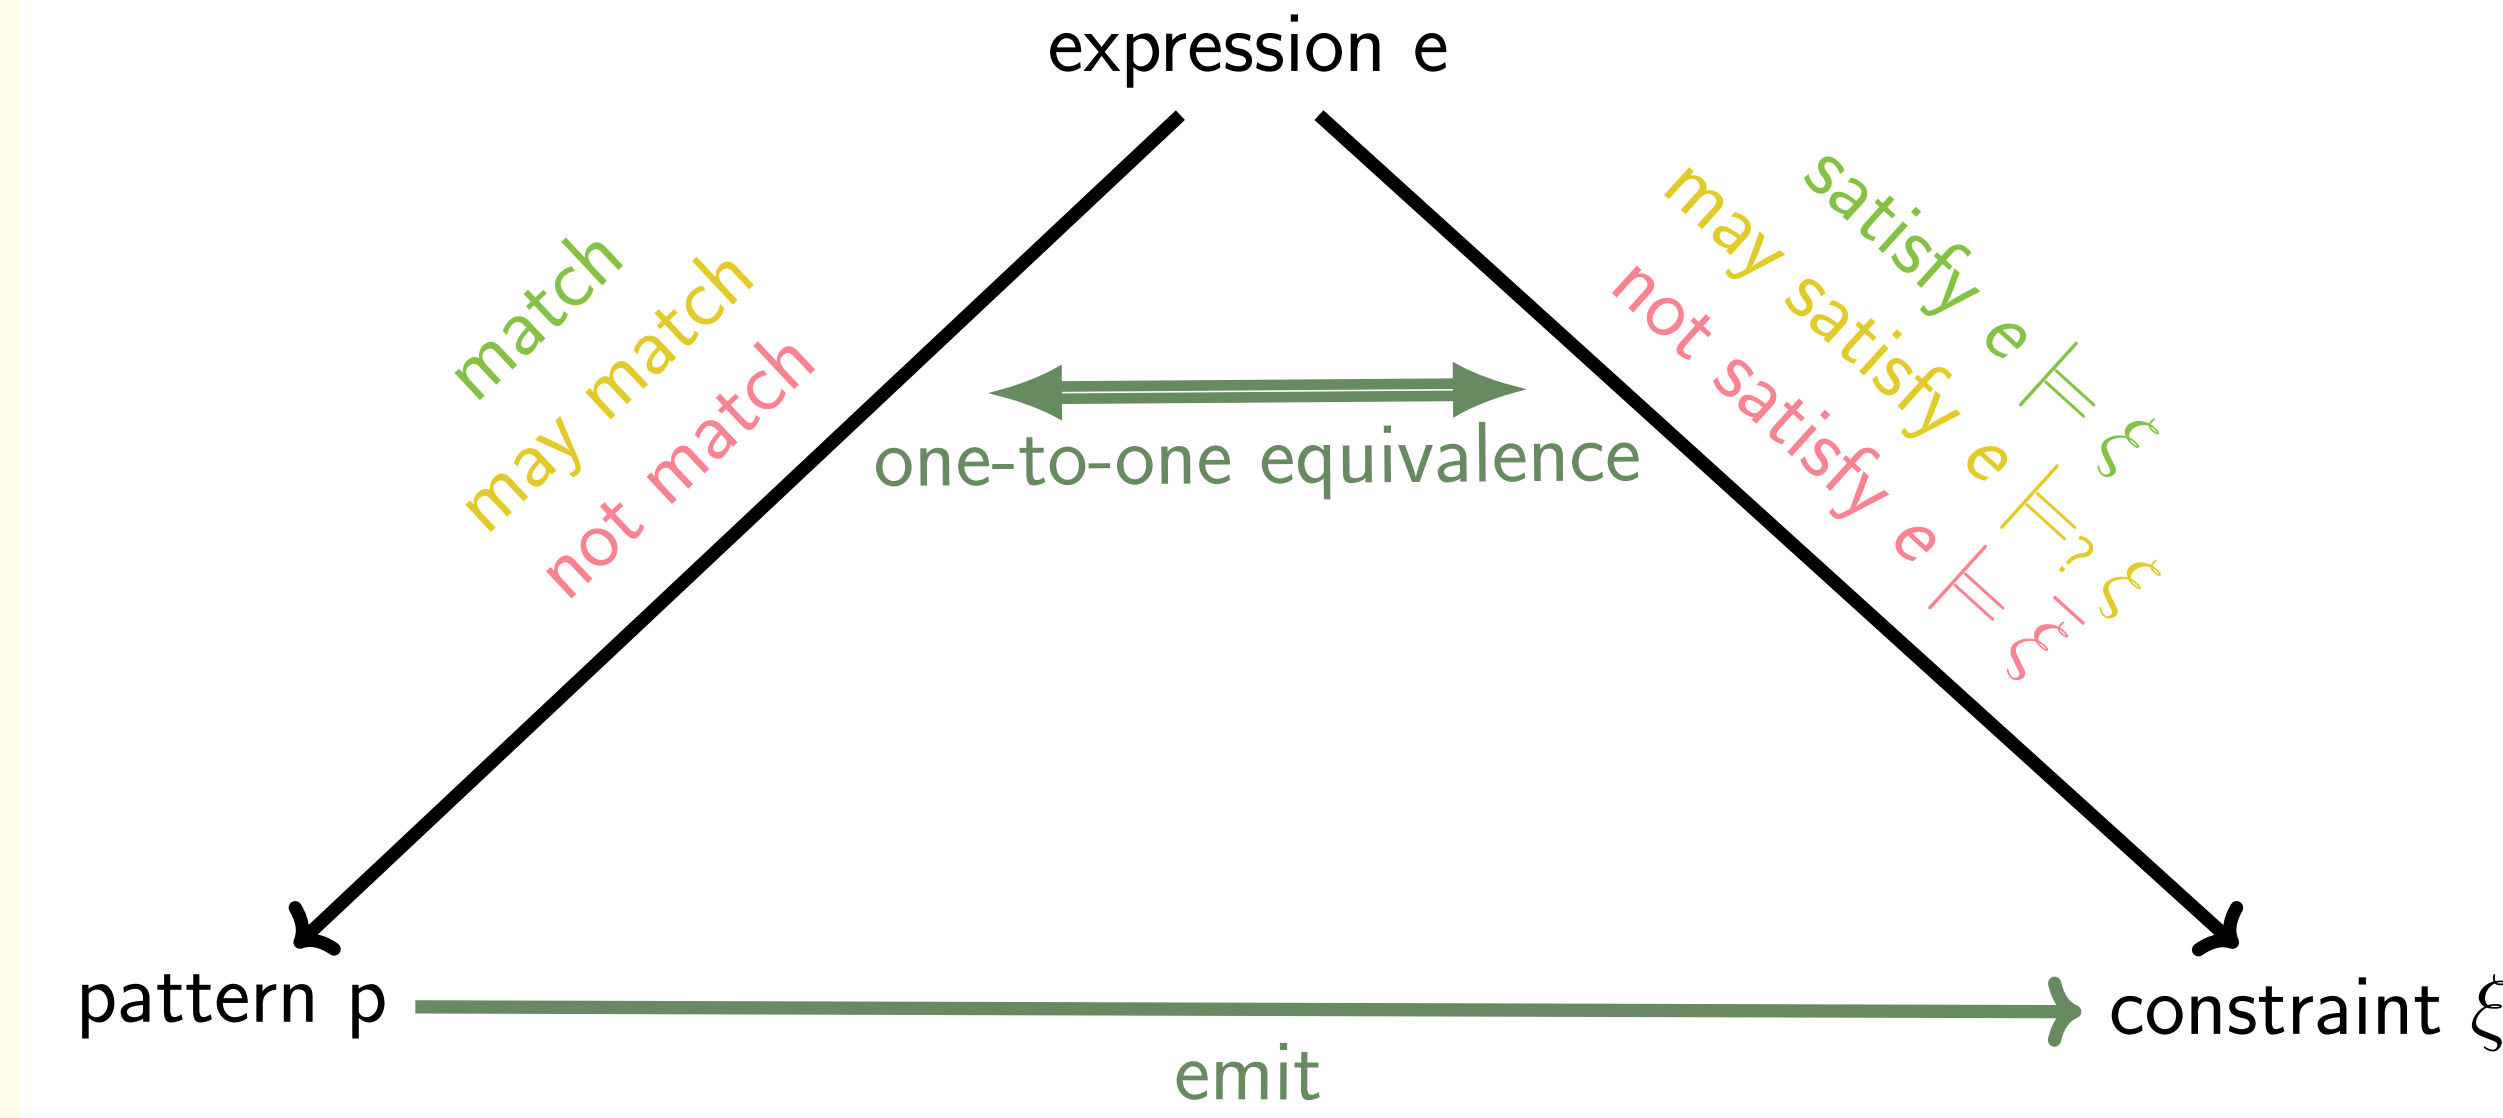 expression e
match
may match
not match
satisfy e ⊨ ξ
may satisfy e ⊨? ξ
not satisfy e ⊨ ξ̅
one-to-one equivalence
pattern p
constraint ξ
emit